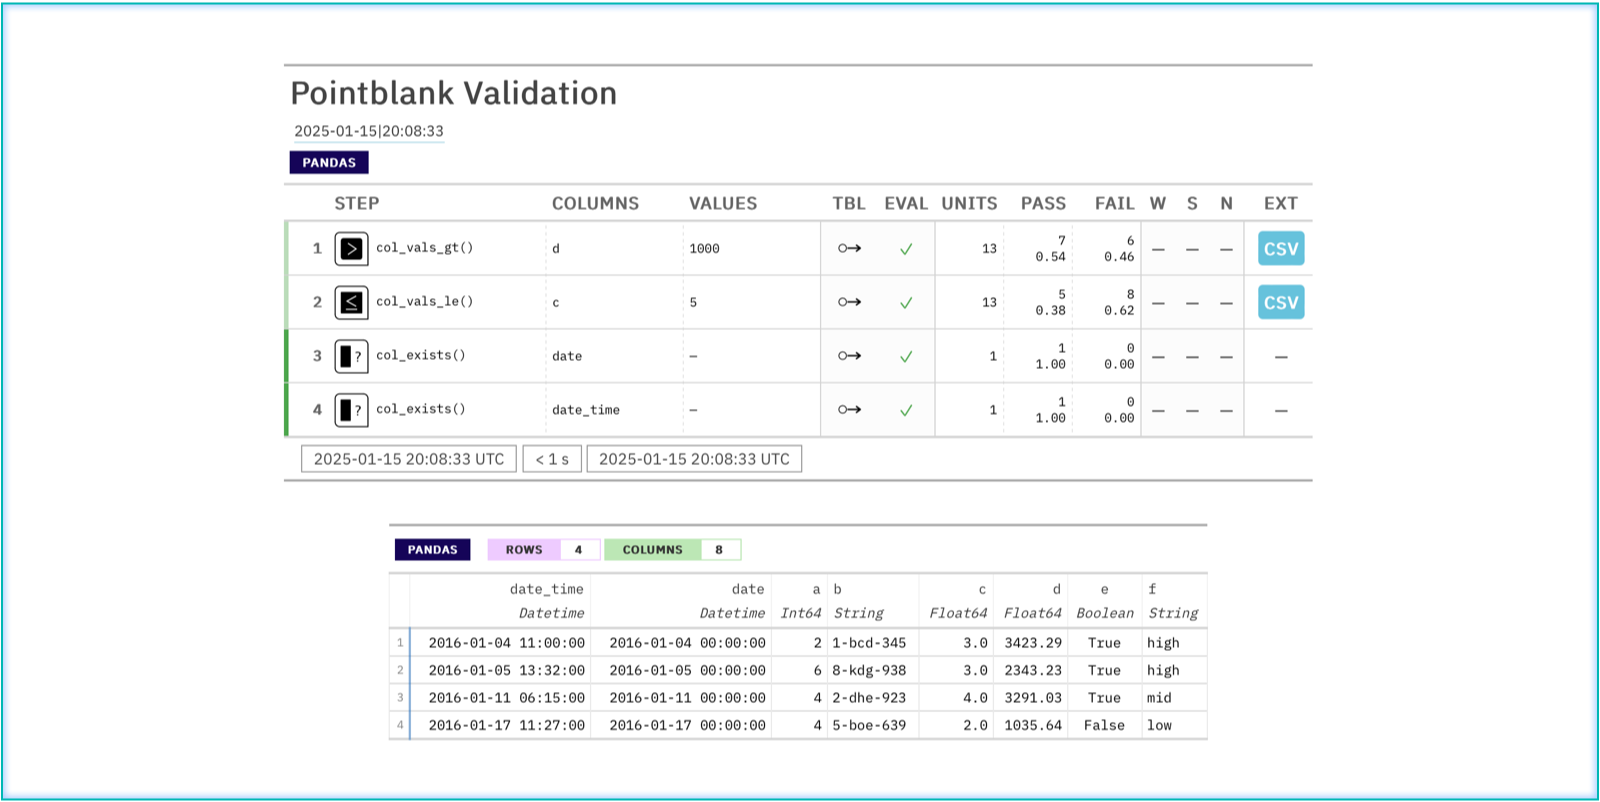 Pointblank Validation
2025-01-15|20:08:33
PANDAS
STEP COLUMNS VALUES TBL EVAL UNITS PASS FAIL W S N EXT
1 > col_vals_gt() d 1000 ✓ 13 7 0.54 6 0.46 — — — CSV
2 ≤ col_vals_le() c 5 ✓ 13 5 0.38 8 0.62 — — — CSV
3 ? col_exists() date — ✓ 1 1 1.00 0 0.00 — — — —
4 ? col_exists() date_time — ✓ 1 1 1.00 0 0.00 — — — —
2025-01-15 20:08:33 UTC < 1 s 2025-01-15 20:08:33 UTC
PANDAS ROWS 4 COLUMNS 8
date_time date a b c d e f
Datetime Datetime Int64 String Float64 Float64 Boolean String
1 2016-01-04 11:00:00 2016-01-04 00:00:00 2 1-bcd-345 3.0 3423.29 True high
2 2016-01-05 13:32:00 2016-01-05 00:00:00 6 8-kdg-938 3.0 2343.23 True high
3 2016-01-11 06:15:00 2016-01-11 00:00:00 4 2-dhe-923 4.0 3291.03 True mid
4 2016-01-17 11:27:00 2016-01-17 00:00:00 4 5-boe-639 2.0 1035.64 False low